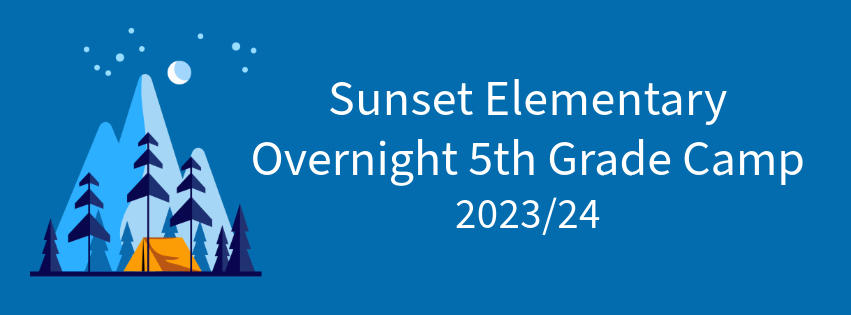 Sunset Elementary
Overnight 5th Grade Camp
2023/24